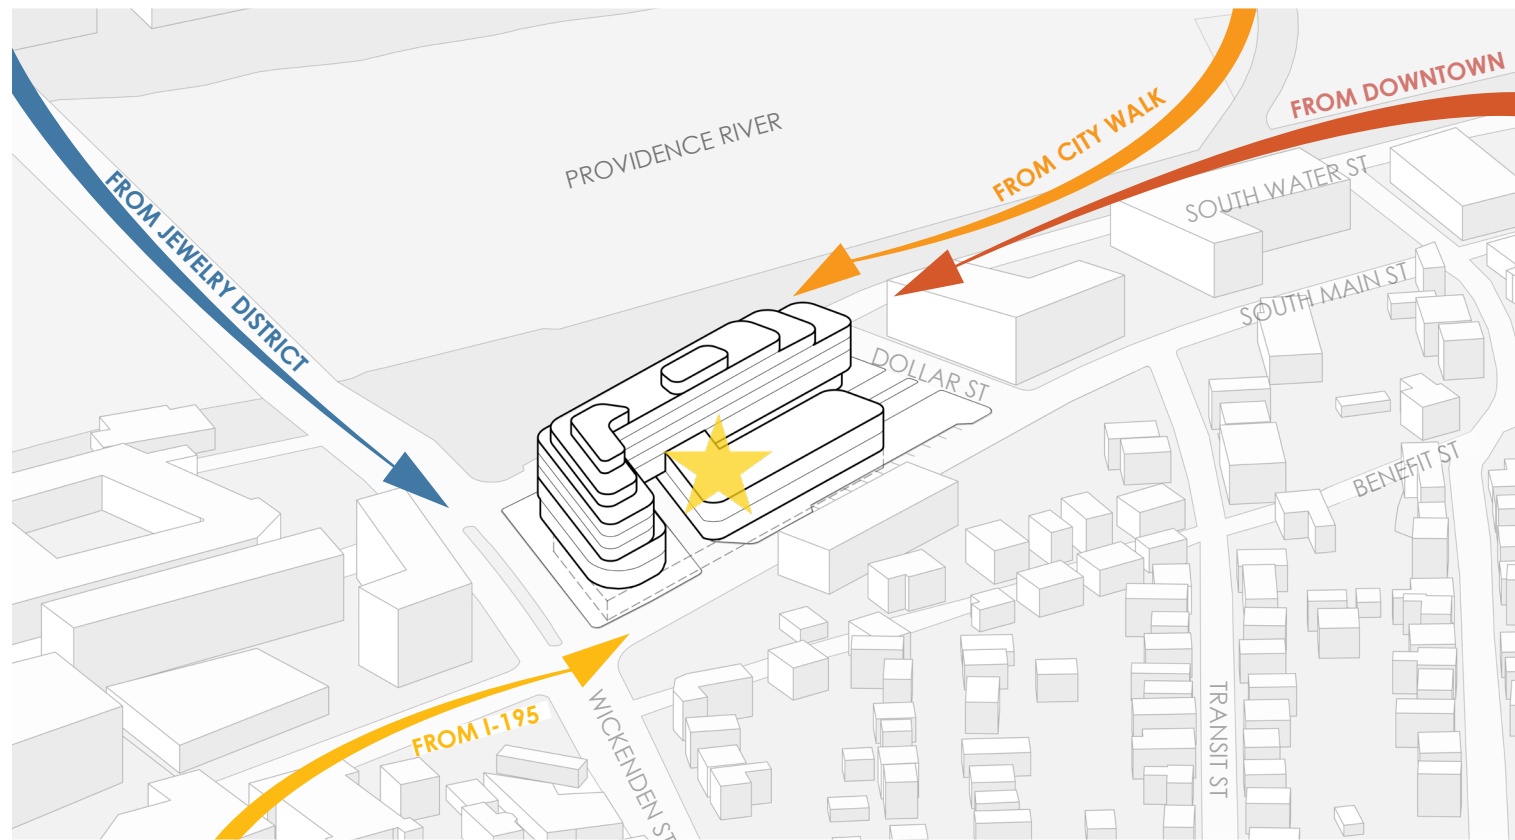 FROM DOWNTOWN
FROM CITY WALK
PROVIDENCE RIVER
SOUTH WATER ST
FROM JEWELRY DISTRICT
SOUTH MAIN ST
DOLLAR ST
BENEFIT ST
FROM I-195
WICKENDEN ST
TRANSIT ST